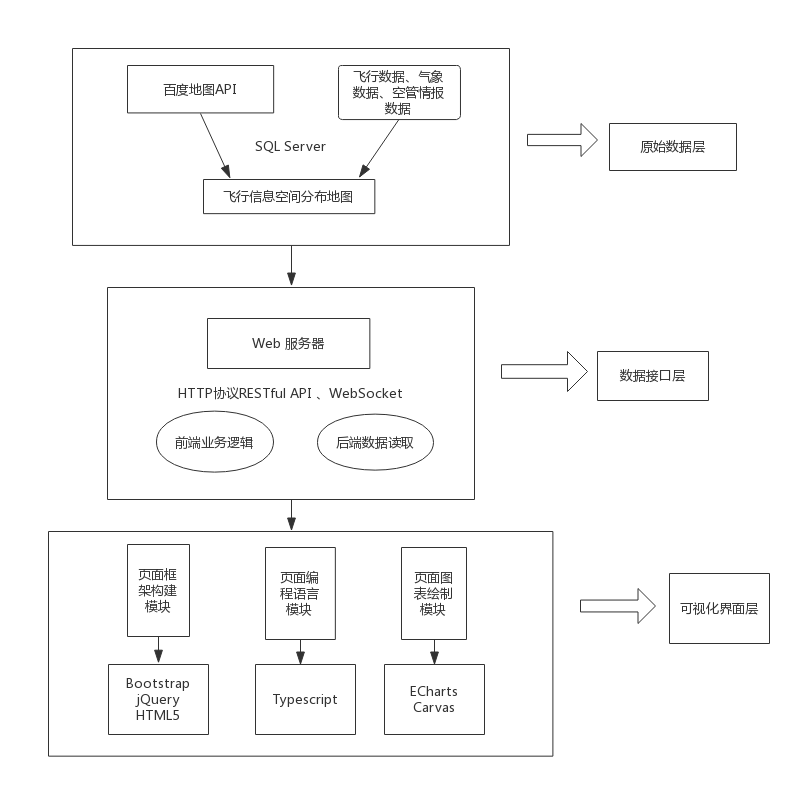 百度地图API
飞行数据、气象
数据、空管情报
数据
SQL Server
飞行信息空间分布地图
原始数据层
Web 服务器
HTTP协议RESTful API 、WebSocket
前端业务逻辑
后端数据读取
数据接口层
页面框
架构建
模块
页面编
程语言
模块
页面图
表绘制
模块
Bootstrap
jQuery
HTML5
Typescript
ECharts
Carvas
可视化界面层